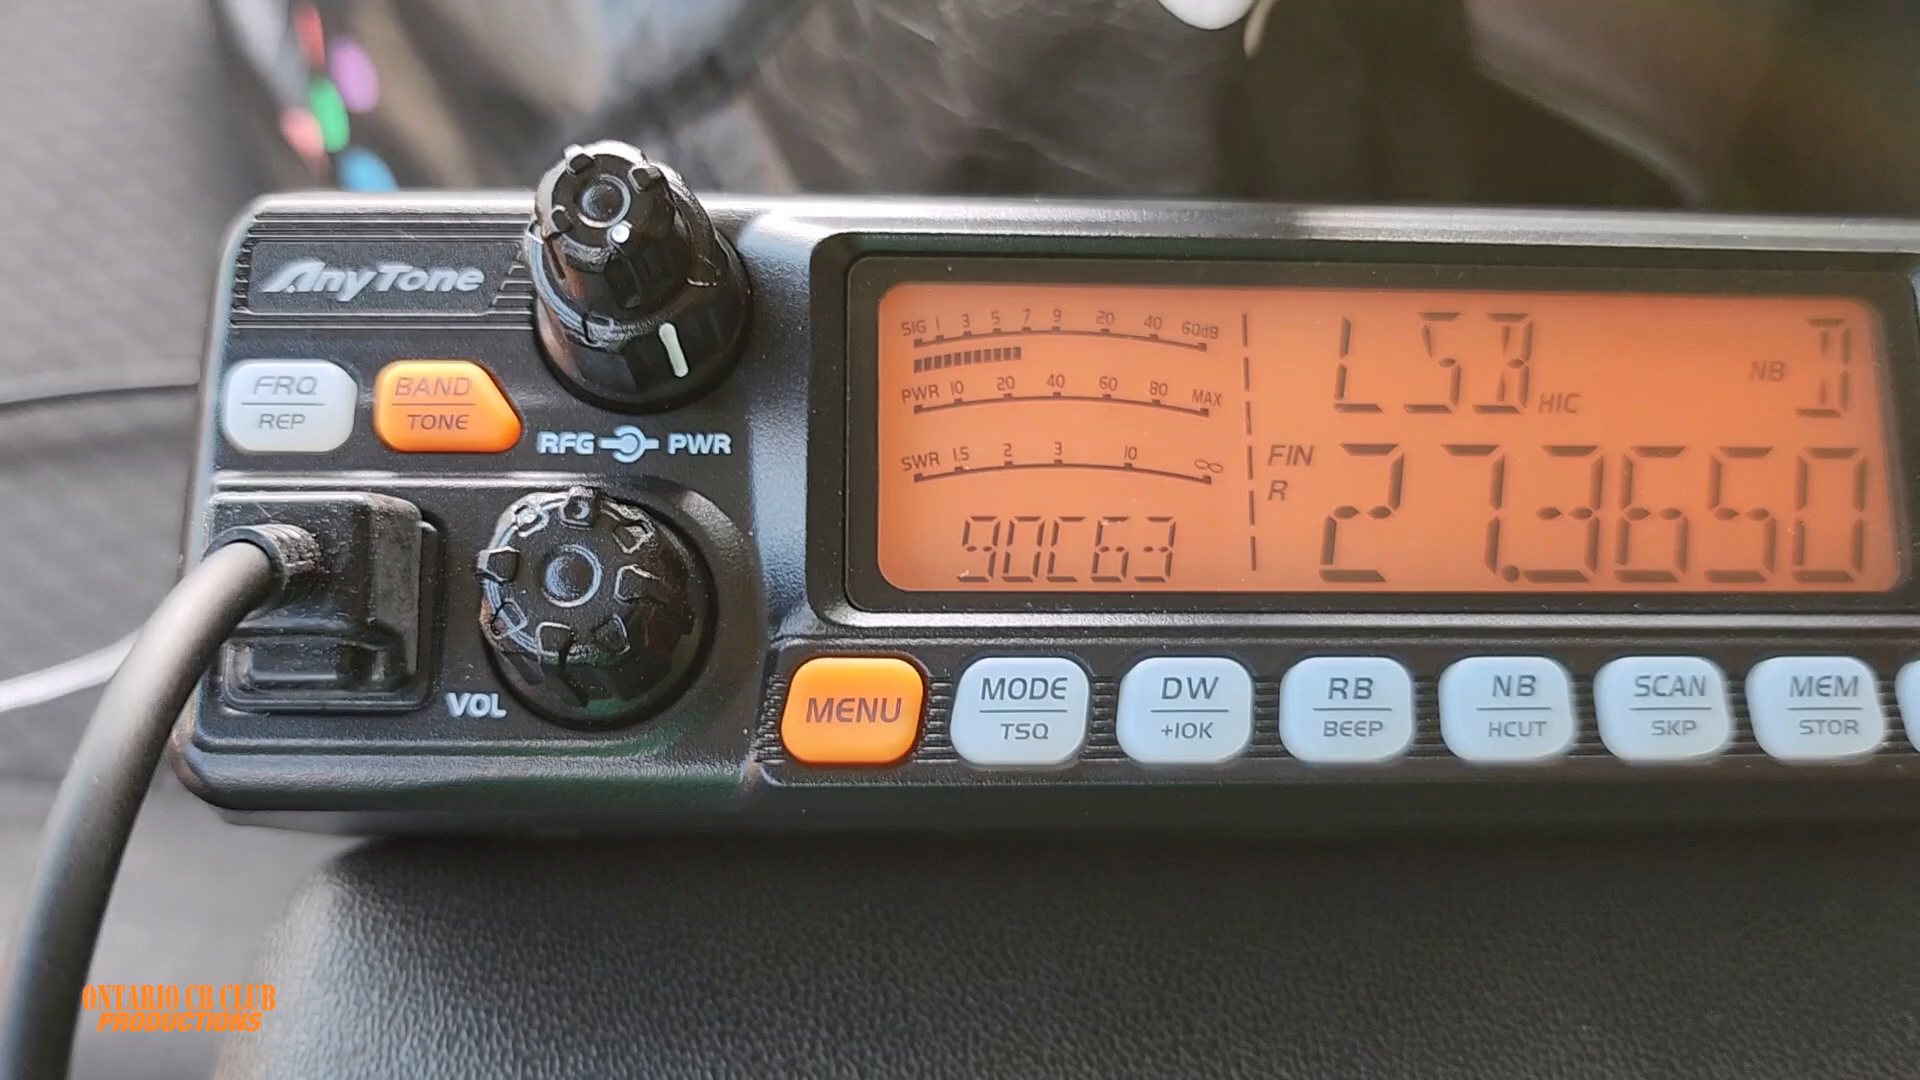 AnyTone
FRQ
REP
BAND
TONE
RFG PWR
VOL
SIG 1 3 5 7 9 20 40 60dB
PWR 10 20 40 60 80 MAX
SWR 1.5 2 3 10 ∞
90C63
LSB HIC NB D
FIN
R
27.3650
MENU
MODE
TSQ
DW
+10K
RB
BEEP
NB
HCUT
SCAN
SKP
MEM
STOR
ONTARIO CB CLUB
PRODUCTIONS